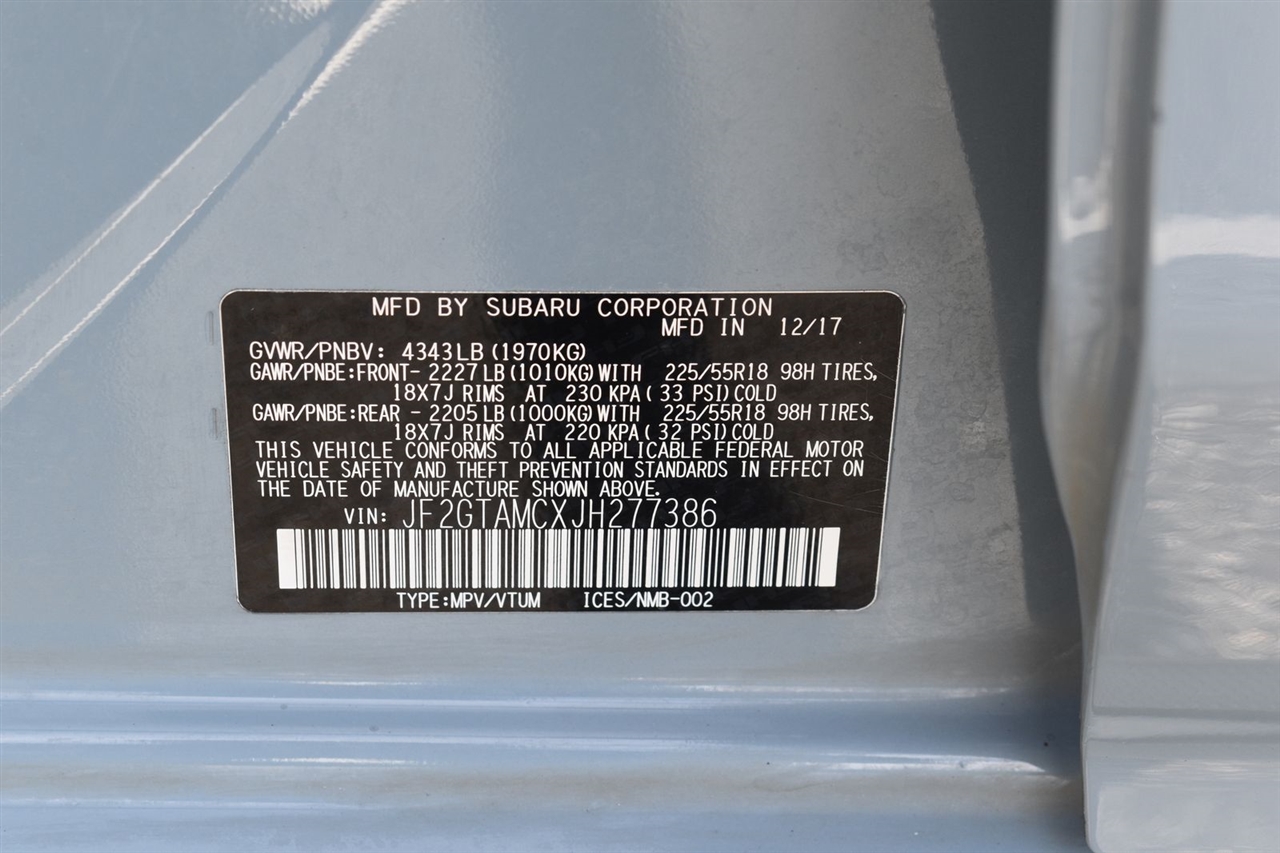 MFD BY SUBARU CORPORATION
MFD IN 12/17
GVWR/PNBV: 4343LB(1970KG)
GAWR/PNBE:FRONT- 2227LB(1010KG)WITH 225/55R18 98H TIRES,
18X7J RIMS AT 230 KPA( 33 PSI)COLD
GAWR/PNBE:REAR - 2205LB(1000KG)WITH 225/55R18 98H TIRES,
18X7J RIMS AT 220 KPA( 32 PSI)COLD
THIS VEHICLE CONFORMS TO ALL APPLICABLE FEDERAL MOTOR
VEHICLE SAFETY AND THEFT PREVENTION STANDARDS IN EFFECT ON
THE DATE OF MANUFACTURE SHOWN ABOVE.
VIN: JF2GTAMCXJH277386
TYPE:MPV/VTUM ICES/NMB-002